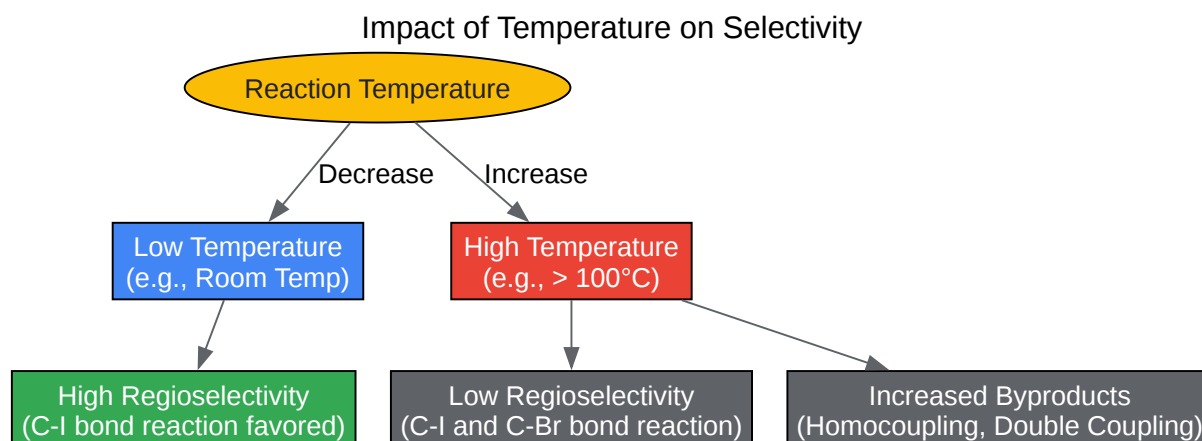 Impact of Temperature on Selectivity
Reaction Temperature
Decrease
Increase
Low Temperature
(e.g., Room Temp)
High Temperature
(e.g., > 100°C)
High Regioselectivity
(C-I bond reaction favored)
Low Regioselectivity
(C-I and C-Br bond reaction)
Increased Byproducts
(Homocoupling, Double Coupling)